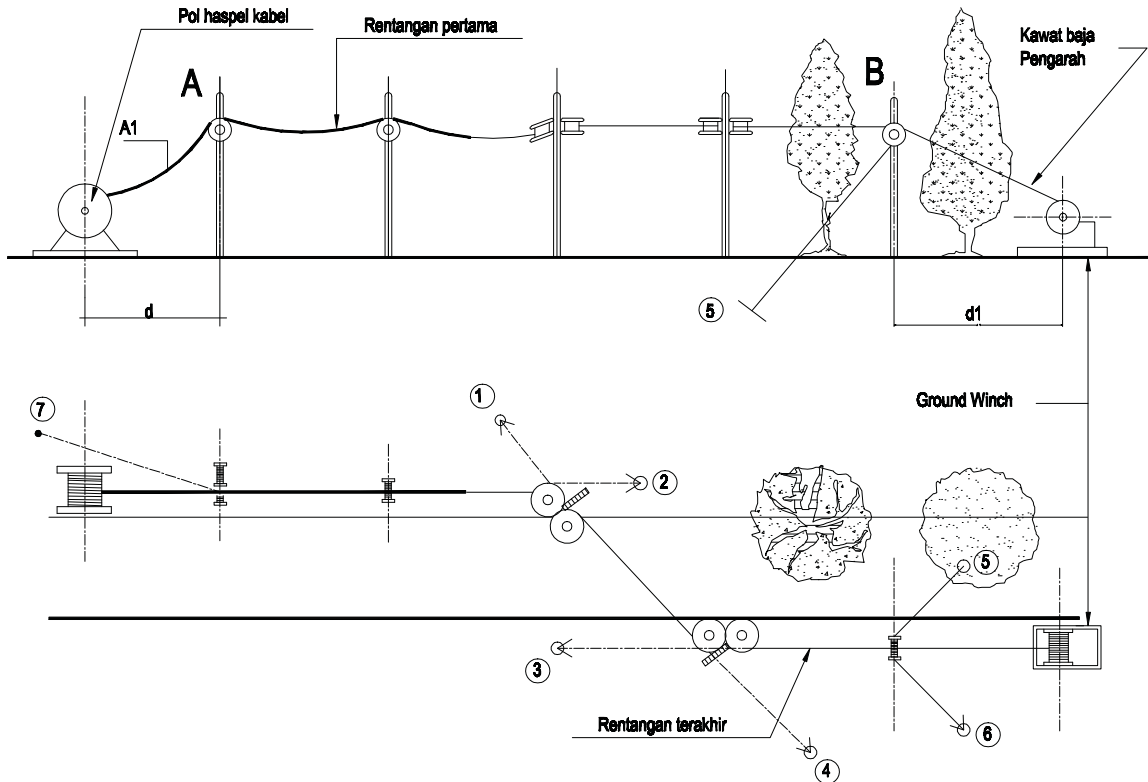 Pol haspel kabel
Rentangan pertama
Kawat baja
Pengarah
A
B
A1
5
d
d1
Ground Winch
7
1
2
5
3
Rentangan terakhir
6
4